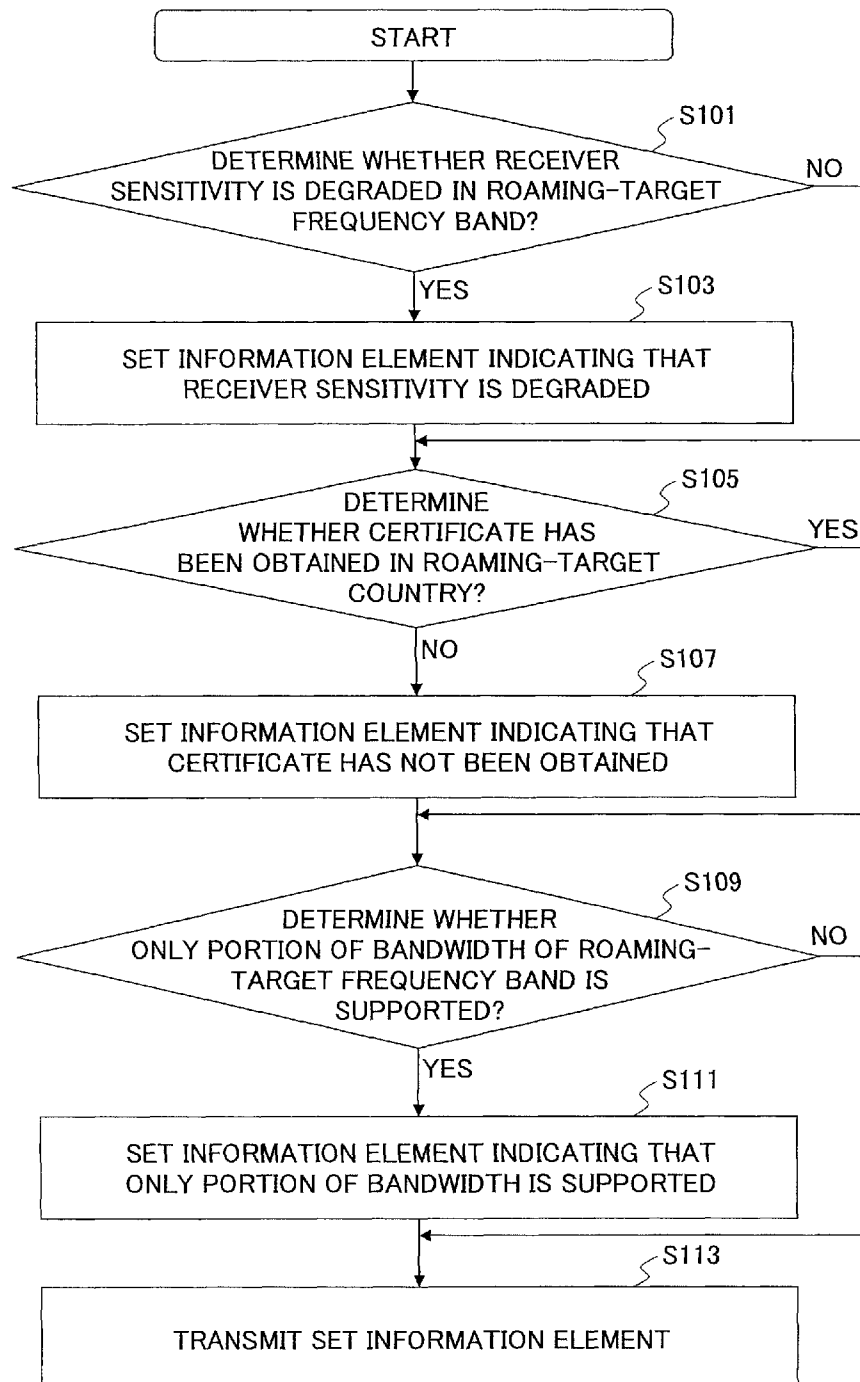 START
S101
DETERMINE WHETHER RECEIVER
SENSITIVITY IS DEGRADED IN ROAMING-TARGET
FREQUENCY BAND?
NO
YES
S103
SET INFORMATION ELEMENT INDICATING THAT
RECEIVER SENSITIVITY IS DEGRADED
S105
DETERMINE
WHETHER CERTIFICATE HAS
BEEN OBTAINED IN ROAMING-TARGET
COUNTRY?
YES
NO
S107
SET INFORMATION ELEMENT INDICATING THAT
CERTIFICATE HAS NOT BEEN OBTAINED
S109
DETERMINE WHETHER
ONLY PORTION OF BANDWIDTH OF ROAMING-
TARGET FREQUENCY BAND IS
SUPPORTED?
NO
YES
S111
SET INFORMATION ELEMENT INDICATING THAT
ONLY PORTION OF BANDWIDTH IS SUPPORTED
S113
TRANSMIT SET INFORMATION ELEMENT